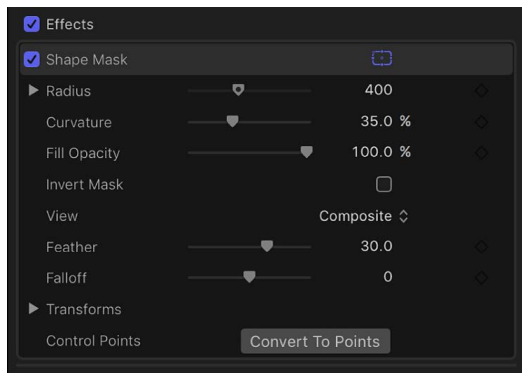 Effects
Shape Mask
Radius 400
Curvature 35.0 %
Fill Opacity 100.0 %
Invert Mask
View Composite
Feather 30.0
Falloff 0
Transforms
Control Points Convert To Points